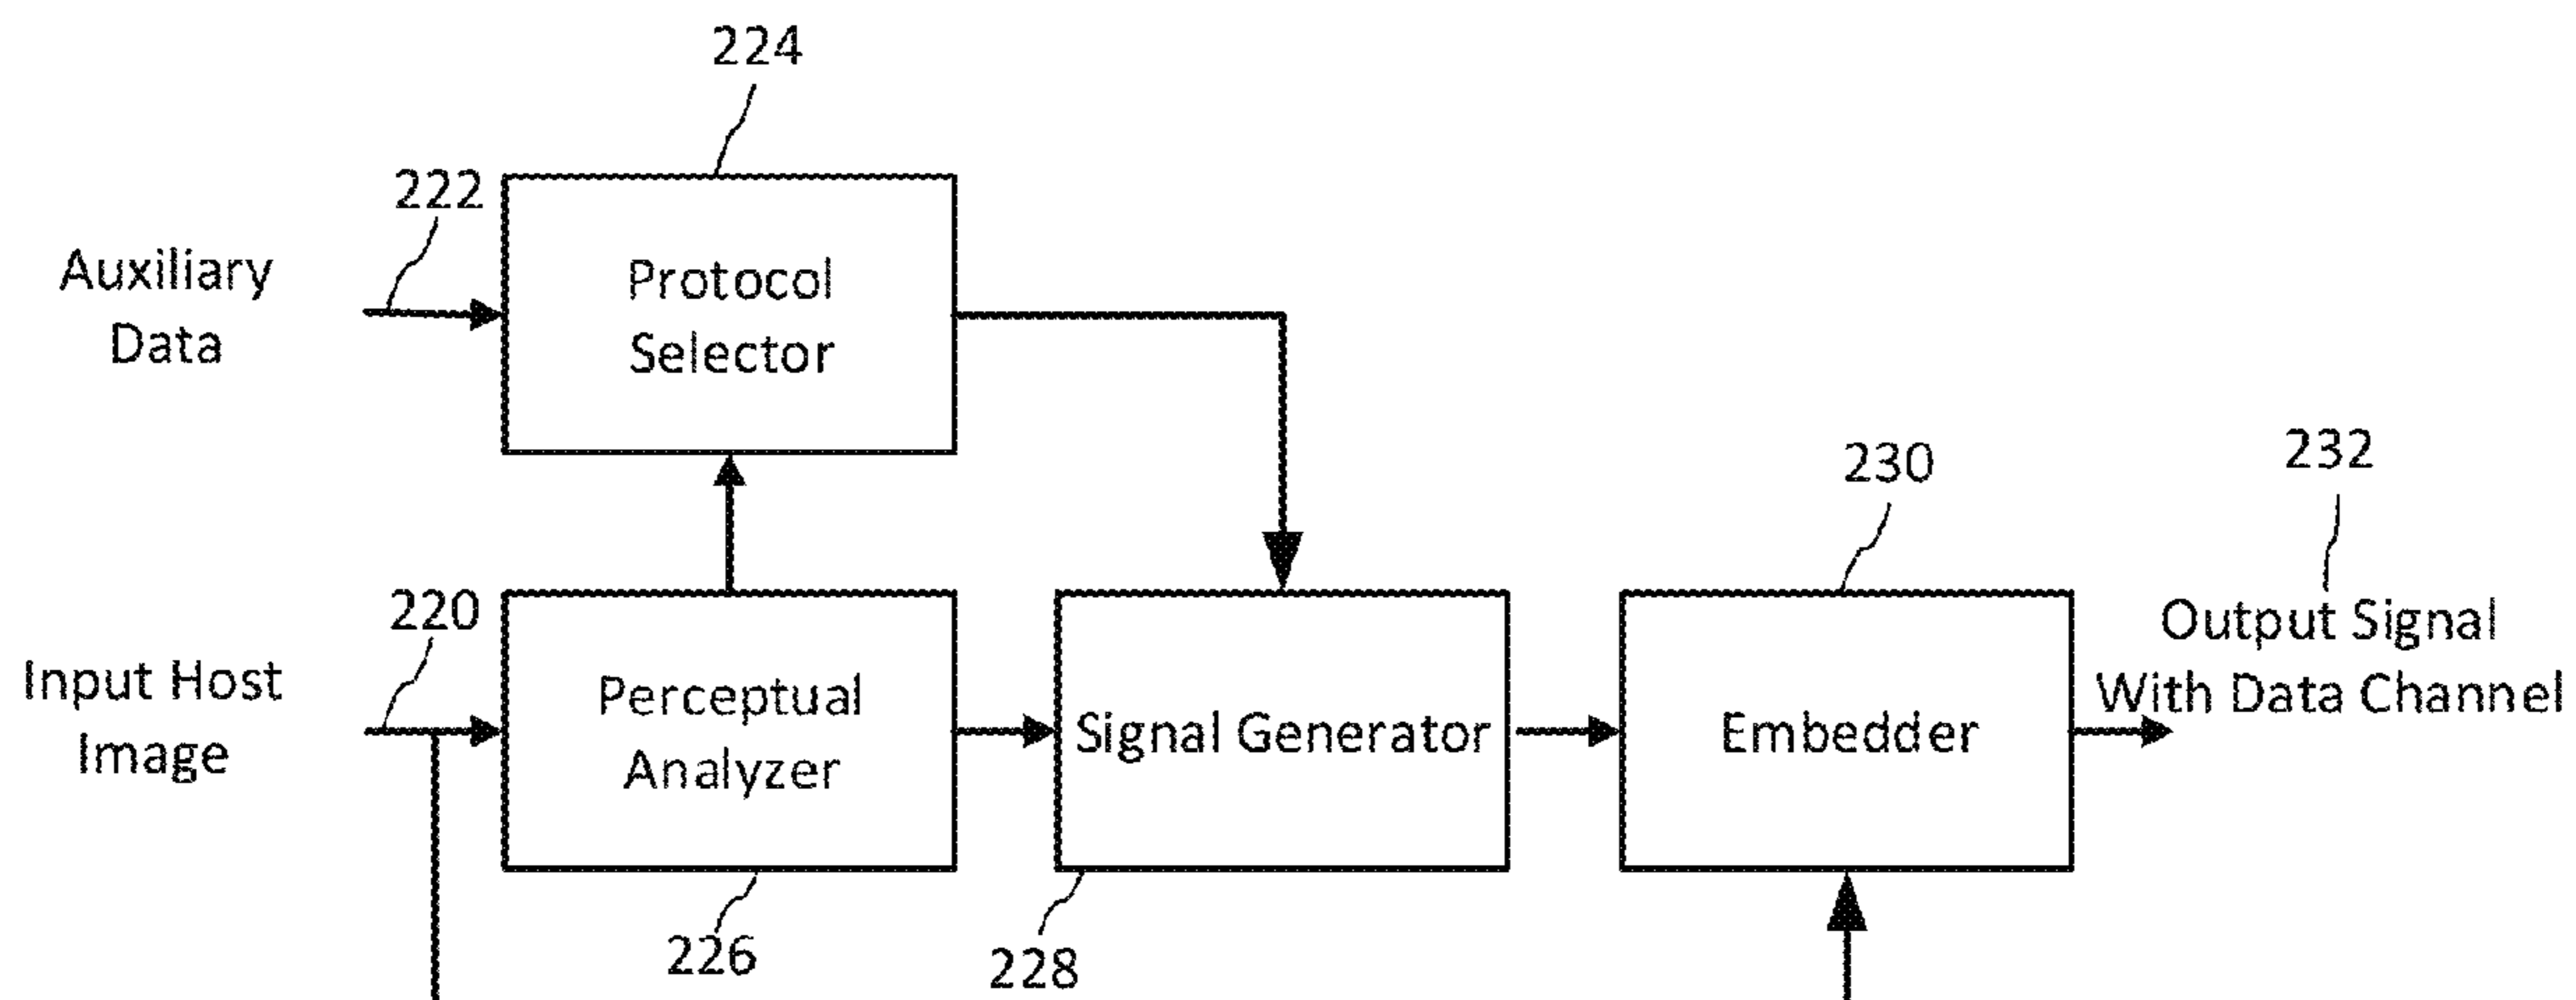 224
222
Auxiliary
Data
Protocol
Selector
230
232
220
Input Host
Image
Perceptual
Analyzer
Signal Generator
Embedder
Output Signal
With Data Channel
226
228